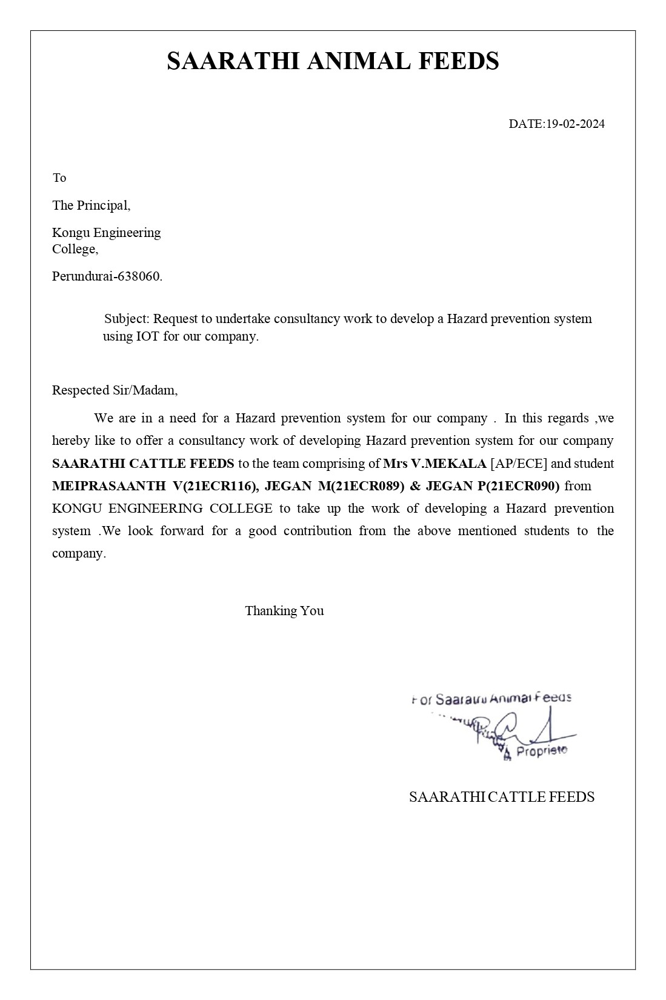 SAARATHI ANIMAL FEEDS
DATE:19-02-2024
To
The Principal,
Kongu Engineering
College,
Perundurai-638060.
Subject: Request to undertake consultancy work to develop a Hazard prevention system
using IOT for our company.
Respected Sir/Madam,
We are in a need for a Hazard prevention system for our company . In this regards ,we
hereby like to offer a consultancy work of developing Hazard prevention system for our company
SAARATHI CATTLE FEEDS to the team comprising of Mrs V.MEKALA [AP/ECE] and student
MEIPRASAANTH V(21ECR116), JEGAN M(21ECR089) & JEGAN P(21ECR090) from
KONGU ENGINEERING COLLEGE to take up the work of developing a Hazard prevention
system .We look forward for a good contribution from the above mentioned students to the
company.
Thanking You
For Saarathi Animal Feeds
Proprieto
SAARATHI CATTLE FEEDS